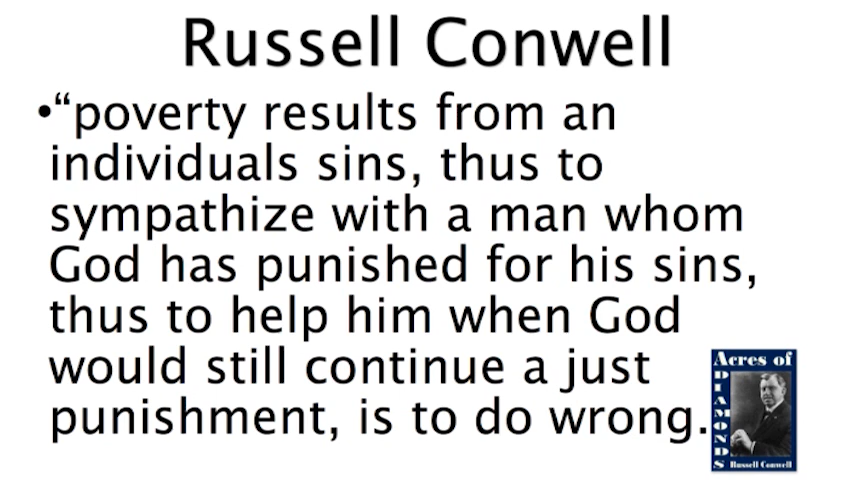 Russell Conwell
•“poverty results from an
individuals sins, thus to
sympathize with a man whom
God has punished for his sins,
thus to help him when God
would still continue a just
punishment, is to do wrong.
Acres of
DIAMONDS
Russell Conwell